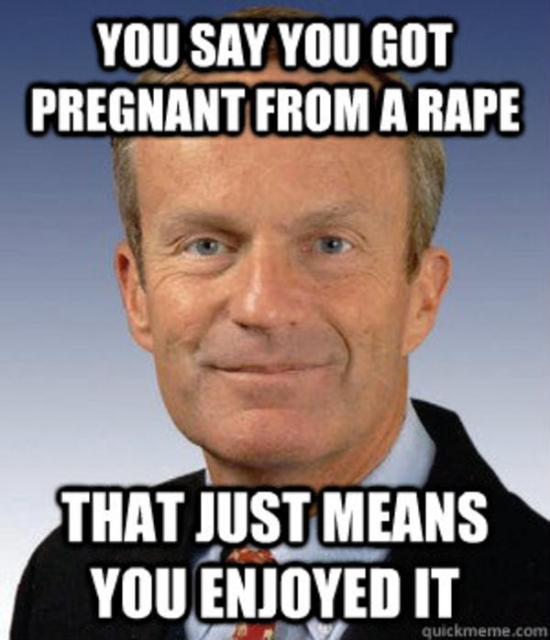 YOU SAY YOU GOT
PREGNANT FROM A RAPE
THAT JUST MEANS
YOU ENJOYED IT
quickmeme.com